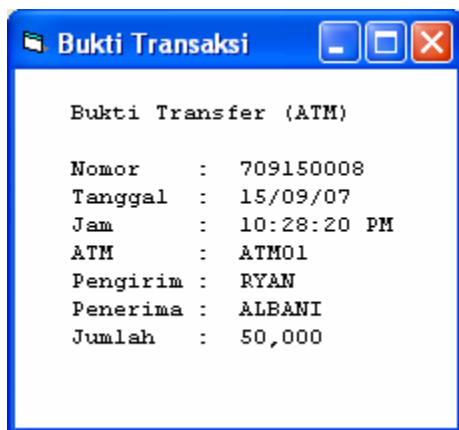 Bukti Transaksi
Bukti Transfer (ATM)
Nomor : 709150008
Tanggal : 15/09/07
Jam : 10:28:20 PM
ATM : ATM01
Pengirim : RYAN
Penerima : ALBANI
Jumlah : 50,000